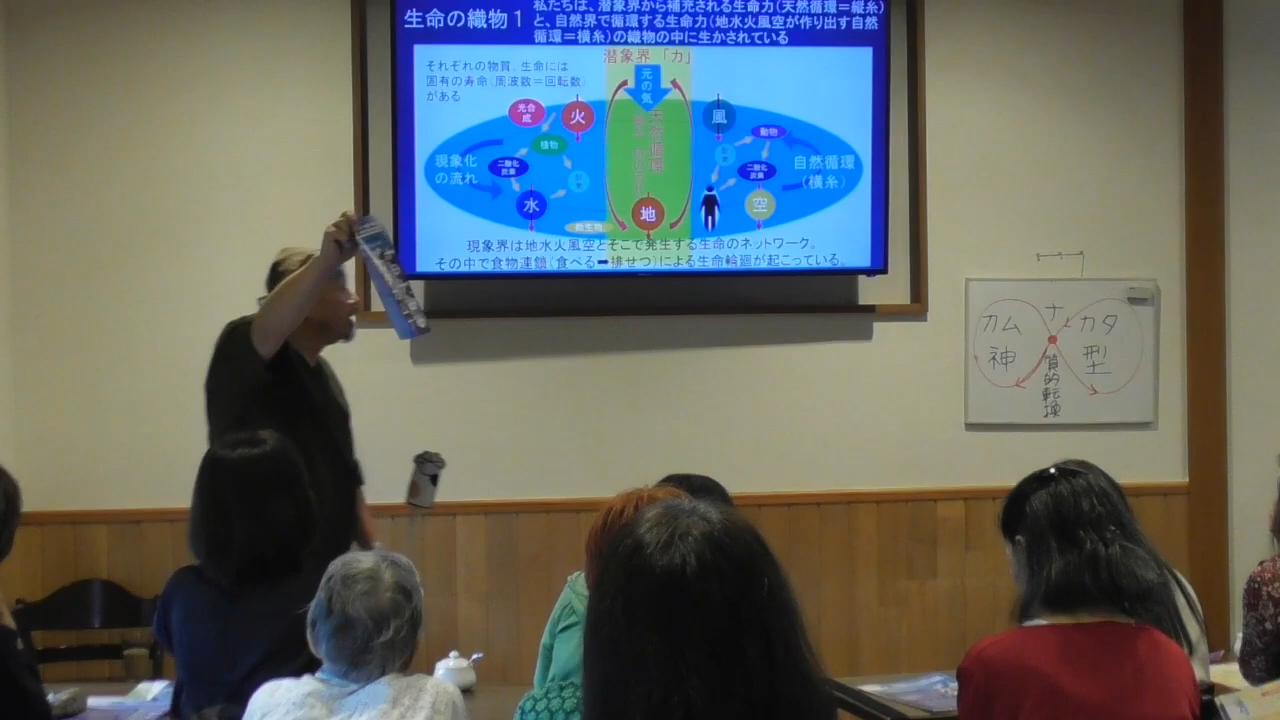 生命の織物1
私たちは、潜象界から補充される生命力(天然循環=縦糸)
と、自然界で循環する生命力(地水火風空が作り出す自然
循環=横糸)の織物の中に生かされている
潜象界 「カ」
それぞれの物質、生命には
固有の寿命(周波数=回転数)
がある
元の気
光合
成
火
風
植物
動物
天然循環
現象化
の流れ
二酸化
炭素
二酸化
炭素
自然循環
(横糸)
水
地
空
微生物
現象界は地水火風空とそこで発生する生命のネットワーク。
その中で食物連鎖(食べる➡排せつ)による生命輪廻が起こっている。
カム
ナ
カタ
神
型
質的転換